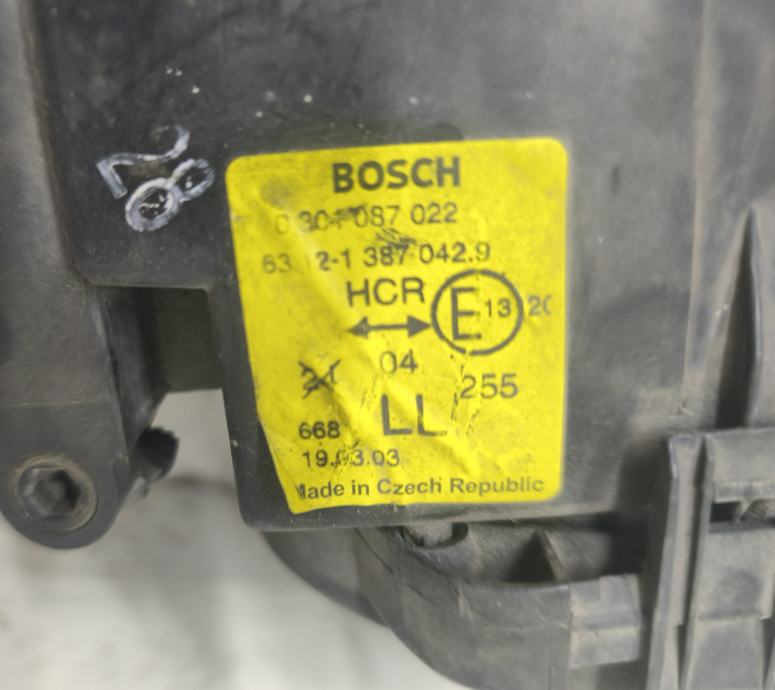 BOSCH
0 301 087 022
63.12-1 387 042.9
HCR E 13 20
04
24 255
668 LL
19.03.03
Made in Czech Republic
28